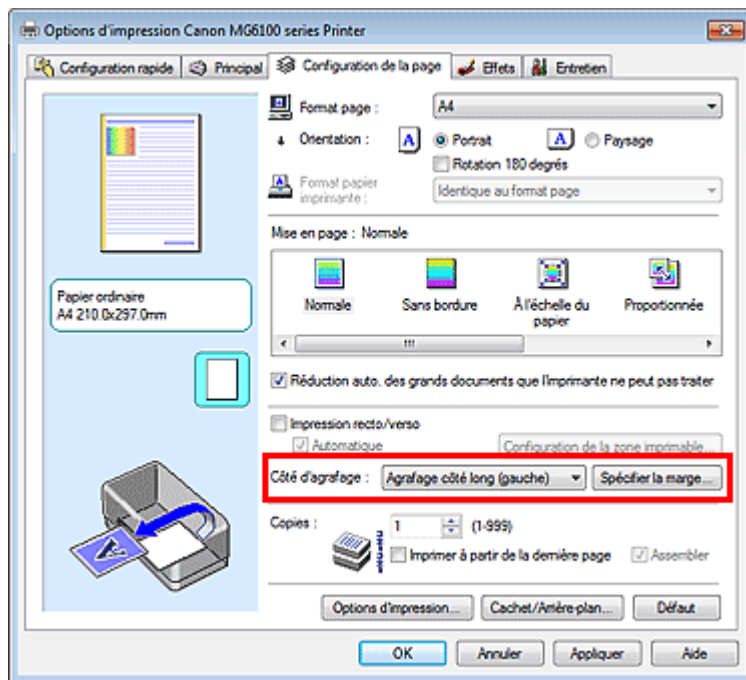 Options d'impression Canon MG6100 series Printer
Configuration rapide
Principal
Configuration de la page
Effets
Entretien
Format page :
A4
Orientation :
A
Portrait
A
Paysage
Rotation 180 degrés
Format papier
imprimante :
Identique au format page
Mise en page : Normale
Normale
Sans bordure
À l'échelle du
papier
Proportionnée
Papier ordinaire
A4 210.0x297.0mm
Réduction auto. des grands documents que l'imprimante ne peut pas traiter
Impression recto/verso
Automatique
Configuration de la zone imprimable...
Côté d'agrafage :
Agrafage côté long (gauche)
Spécifier la marge...
Copies :
1
(1-999)
Imprimer à partir de la dernière page
Assembler
Options d'impression...
Cachet/Arrière-plan...
Défaut
OK
Annuler
Appliquer
Aide